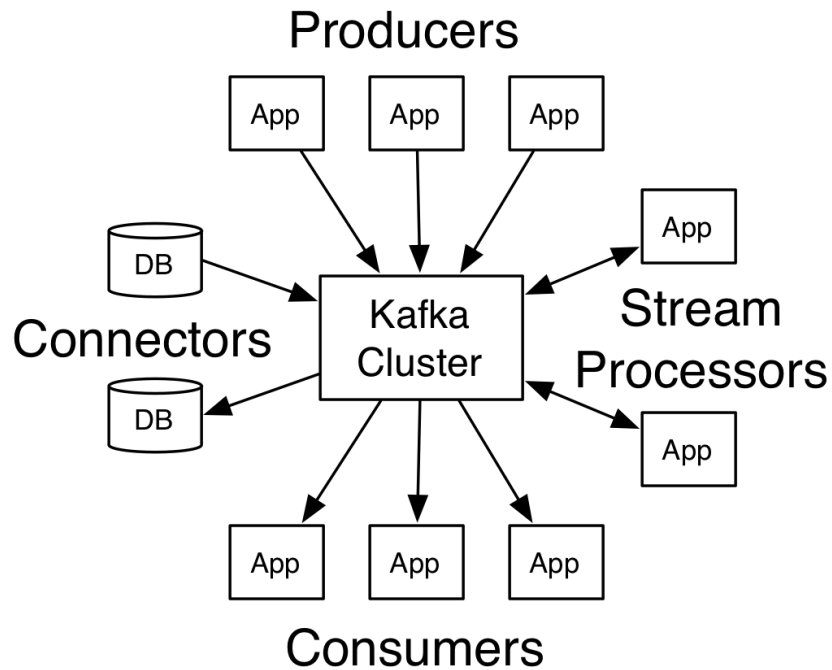 Producers
App
App
App
App
DB
Kafka
Cluster
Stream
Processors
Connectors
DB
App
App
App
App
Consumers